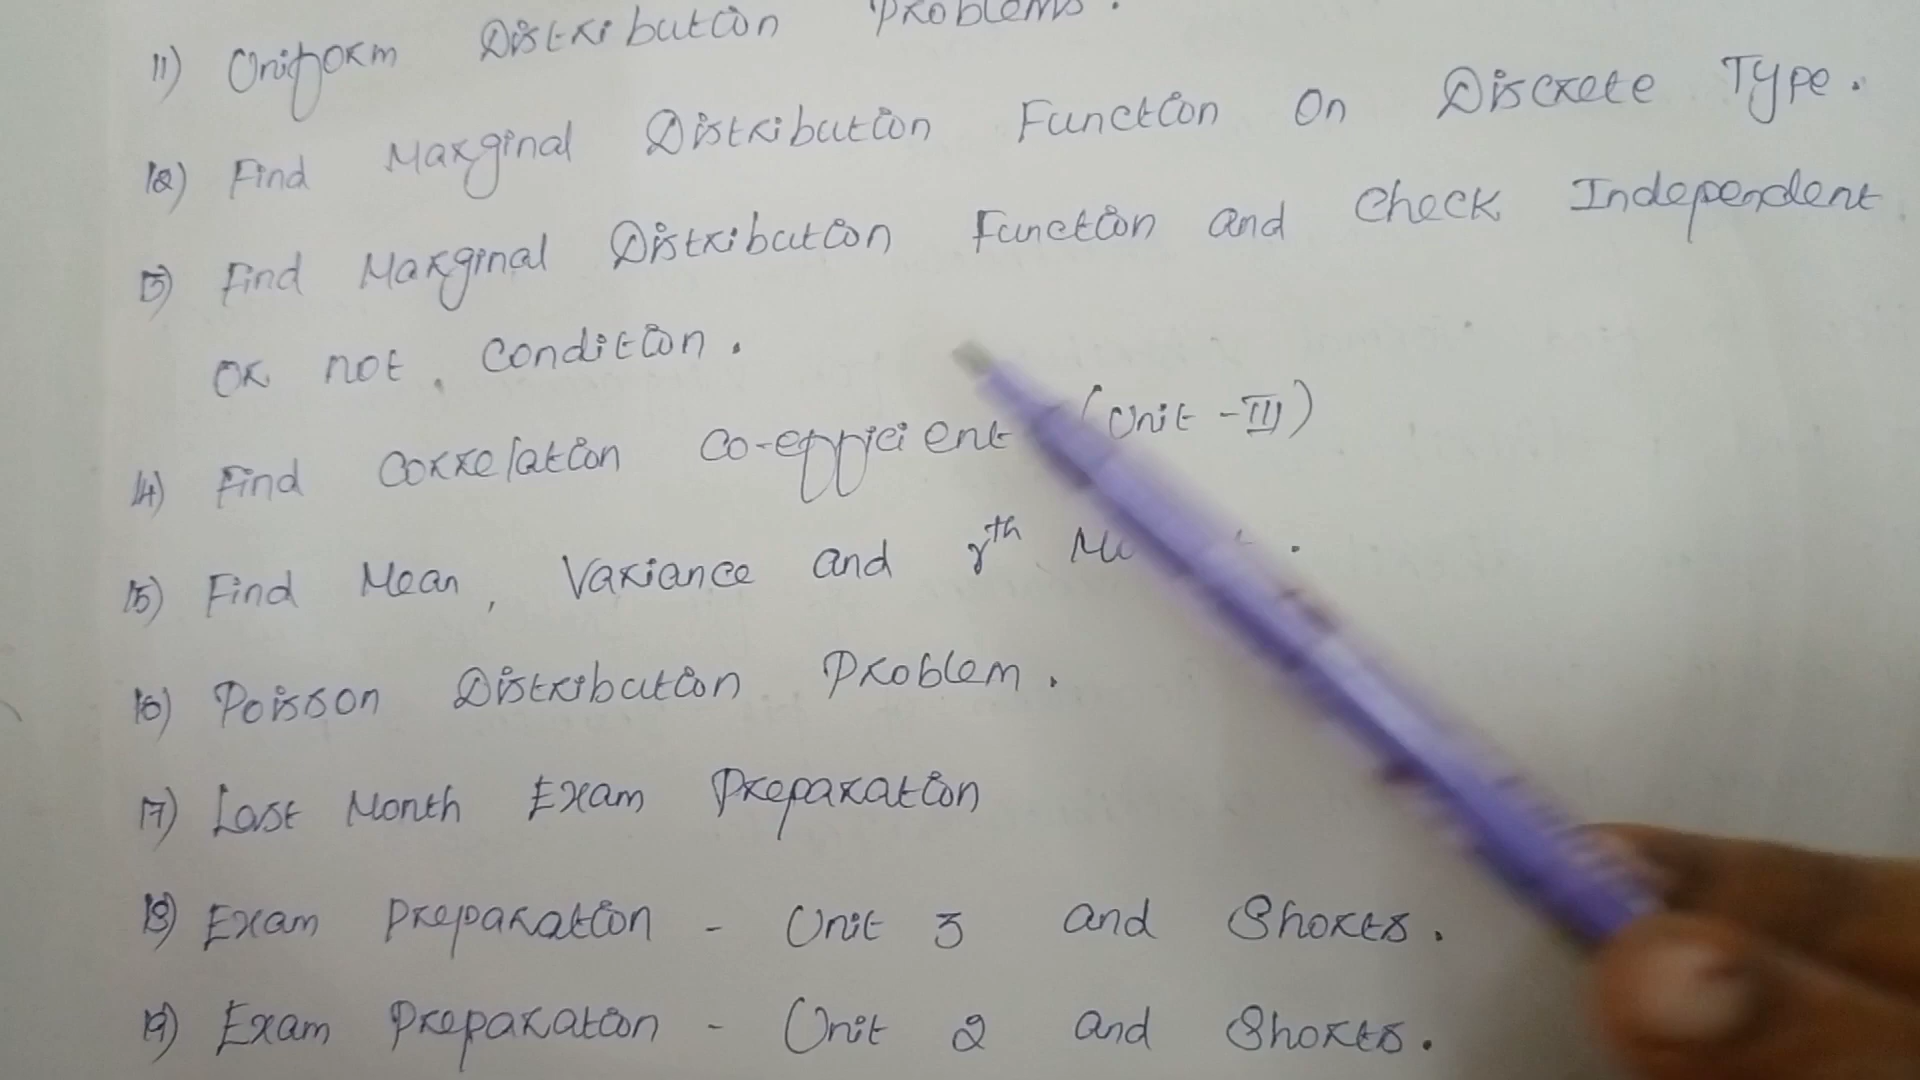 11) Uniform Distribution Problems.
12) Find Marginal Distribution Function On Discrete Type.
13) Find Marginal Distribution Function and Check Independent
or not, condition.
14) Find Correlation Co-efficient (Unit - III)
15) Find Mean, Variance and rth
16) Poisson Distribution Problem.
17) Last Month Exam Preparation
18) Exam Preparation - Unit 3 and Shorts.
19) Exam Preparation - Unit 2 and Shorts.